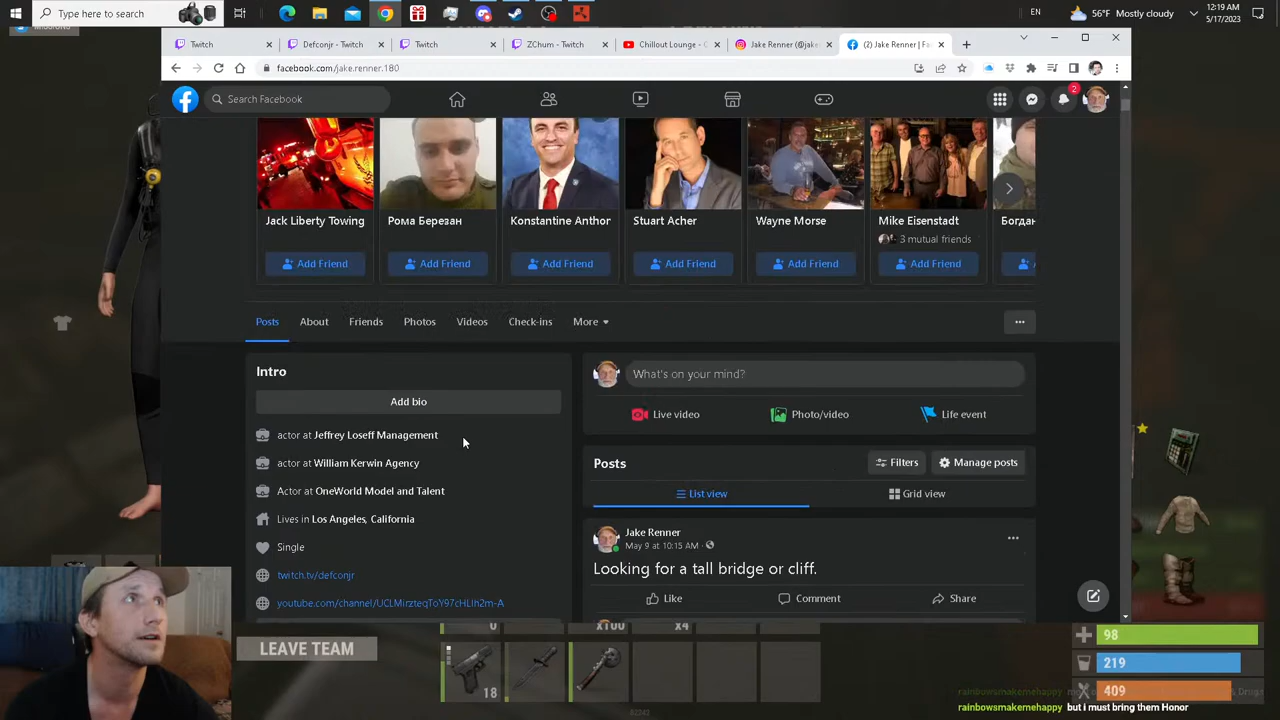 Type here to search
EN
56°F Mostly cloudy
12:19 AM
5/17/2023
Twitch
Defconjr - Twitch
Twitch
ZChum - Twitch
Chillout Lounge - C
Jake Renner (@jake
(2) Jake Renner | Fa
facebook.com/jake.renner.180
Search Facebook
2
Jack Liberty Towing
Рома Березан
Konstantine Anthor
Stuart Acher
Wayne Morse
Mike Eisenstadt
Богдан
3 mutual friends
Add Friend
Add Friend
Add Friend
Add Friend
Add Friend
Add Friend
Posts
About
Friends
Photos
Videos
Check-ins
More
Intro
Add bio
actor at Jeffrey Loseff Management
actor at William Kerwin Agency
Actor at OneWorld Model and Talent
Lives in Los Angeles, California
Single
twitch.tv/defconjr
What's on your mind?
Live video
Photo/video
Life event
Posts
Filters
Manage posts
List view
Grid view
Jake Renner
May 9 at 10:15 AM
Looking for a tall bridge or cliff.
Like
Comment
Share
LEAVE TEAM
x100
x4
18
98
219
409
rainbowsmakemehappy
rainbowsmakemehappy but i must bring them Honor